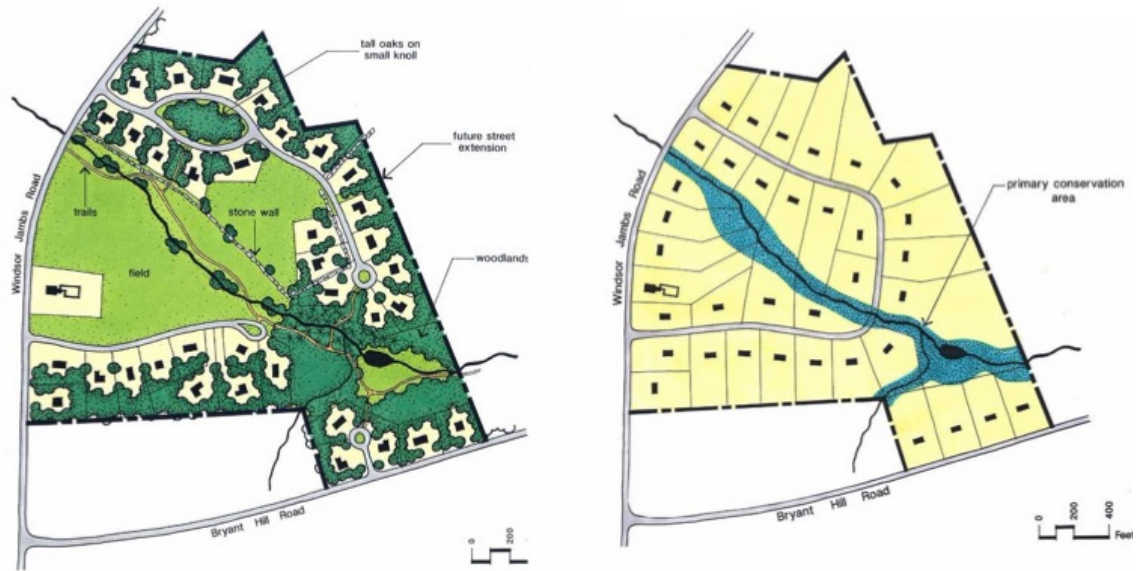 tall oaks on
small knoll
future street
extension
trails
stone wall
woodlands
field
Windsor Jambs Road
Bryant Hill Road
0
200
primary conservation
area
Windsor Jambs Road
Bryant Hill Road
0
200
400
Feet